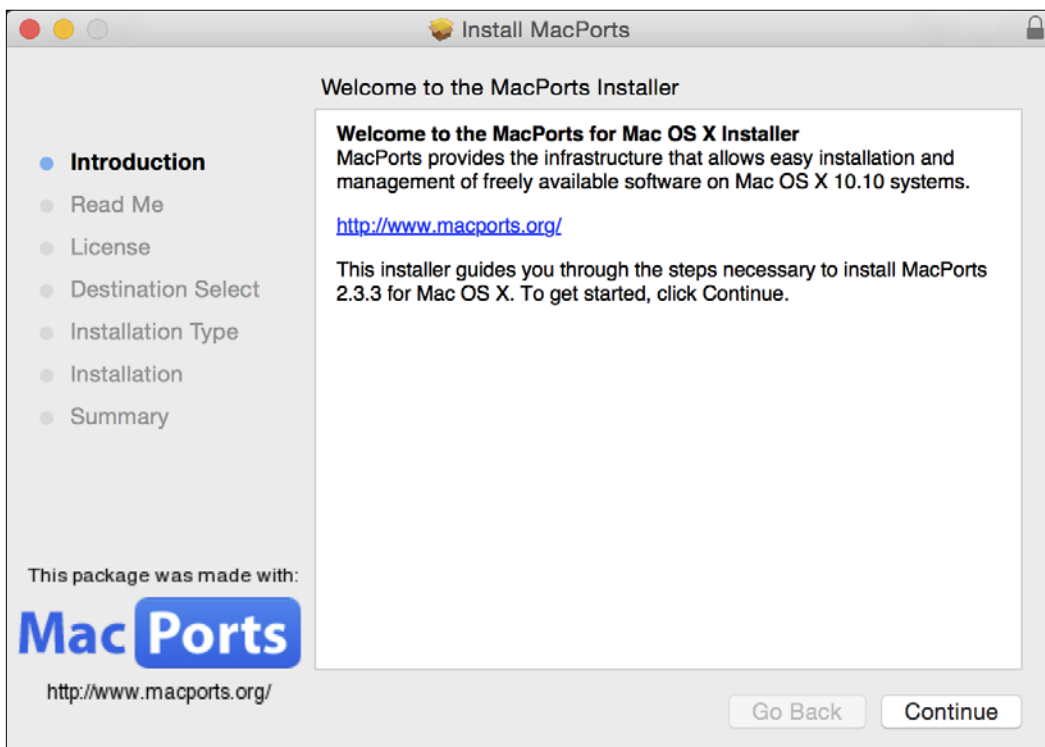 Install MacPorts
Welcome to the MacPorts Installer
Introduction
Read Me
License
Destination Select
Installation Type
Installation
Summary
Welcome to the MacPorts for Mac OS X Installer
MacPorts provides the infrastructure that allows easy installation and
management of freely available software on Mac OS X 10.10 systems.
http://www.macports.org/
This installer guides you through the steps necessary to install MacPorts
2.3.3 for Mac OS X. To get started, click Continue.
This package was made with:
Mac Ports
http://www.macports.org/
Go Back
Continue